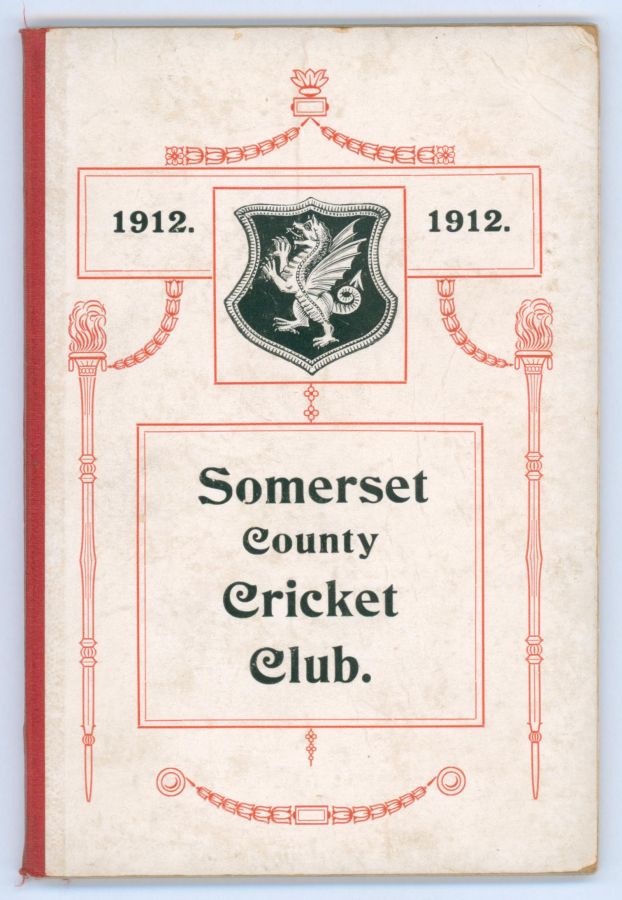 1912. 1912.
Somerset
County
Cricket
Club.